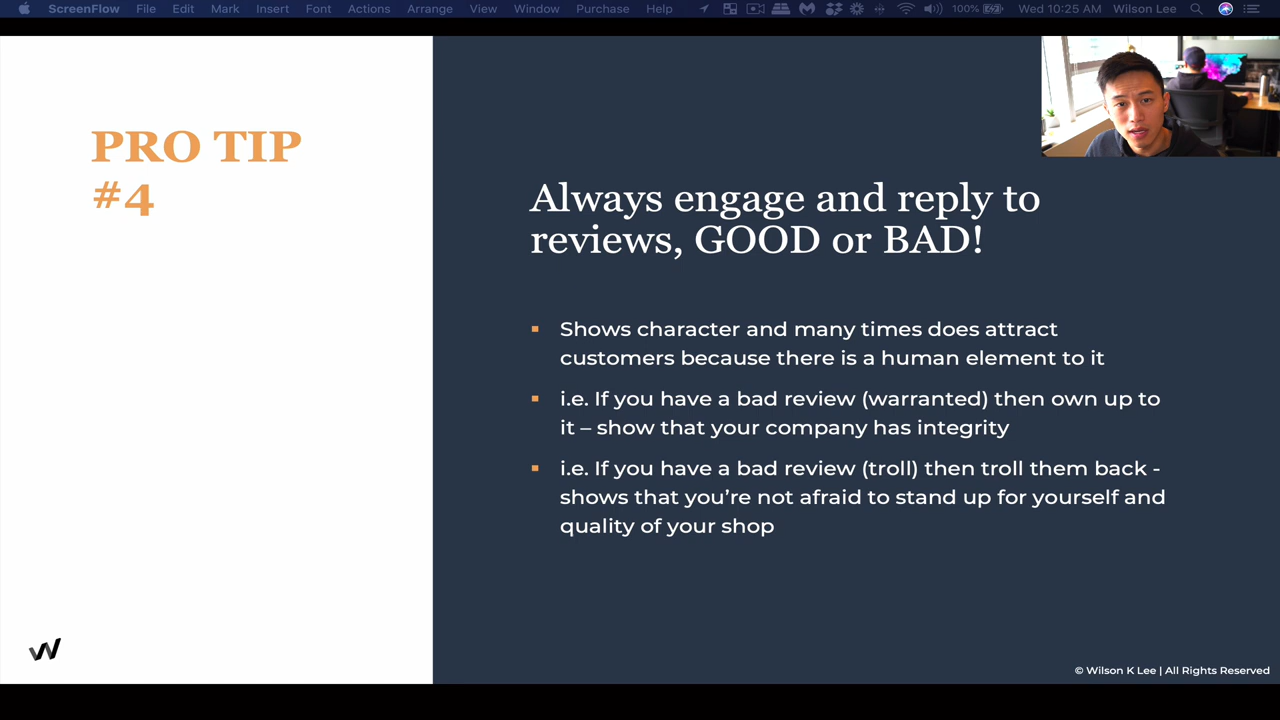 ScreenFlow File Edit Mark Insert Font Actions Arrange View Window Purchase Help 100% Wed 10:25 AM Wilson Lee
PRO TIP
#4
Always engage and reply to
reviews, GOOD or BAD!
▪ Shows character and many times does attract
customers because there is a human element to it
▪ i.e. If you have a bad review (warranted) then own up to
it – show that your company has integrity
▪ i.e. If you have a bad review (troll) then troll them back -
shows that you’re not afraid to stand up for yourself and
quality of your shop
W
© Wilson K Lee | All Rights Reserved